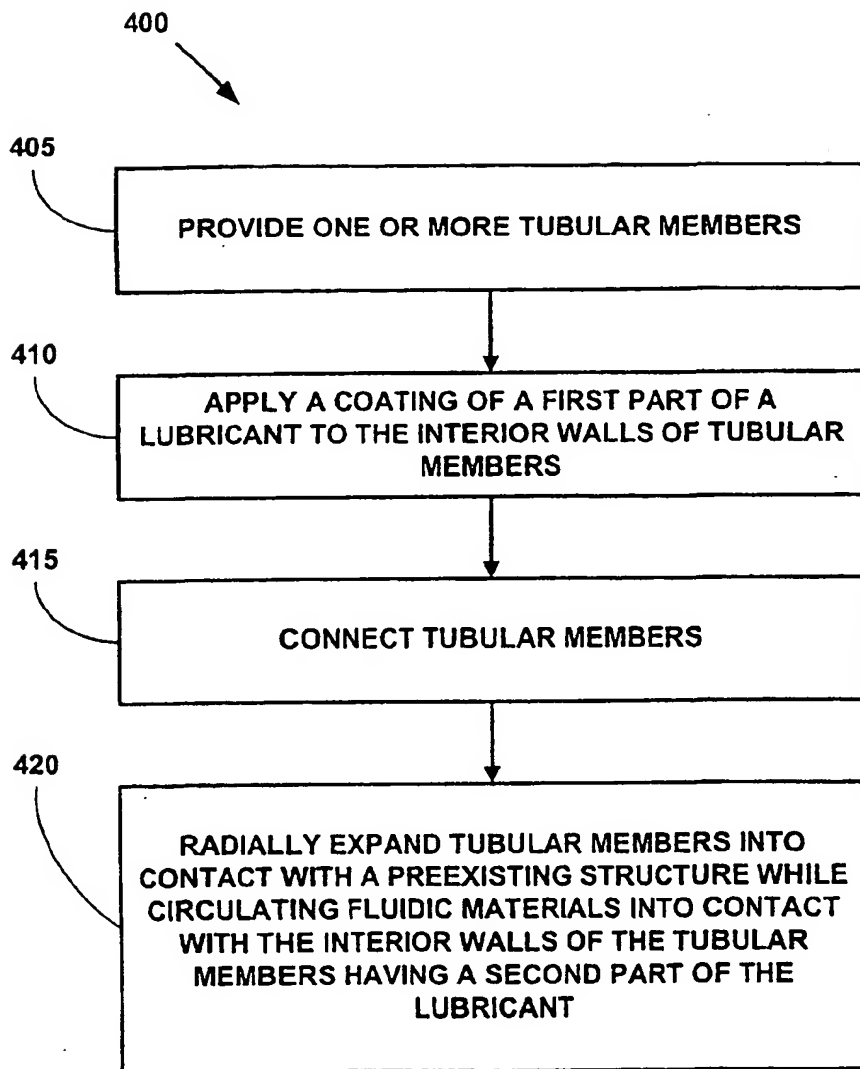 400
405
PROVIDE ONE OR MORE TUBULAR MEMBERS
410
APPLY A COATING OF A FIRST PART OF A
LUBRICANT TO THE INTERIOR WALLS OF TUBULAR
MEMBERS
415
CONNECT TUBULAR MEMBERS
420
RADIALLY EXPAND TUBULAR MEMBERS INTO
CONTACT WITH A PREEXISTING STRUCTURE WHILE
CIRCULATING FLUIDIC MATERIALS INTO CONTACT
WITH THE INTERIOR WALLS OF THE TUBULAR
MEMBERS HAVING A SECOND PART OF THE
LUBRICANT